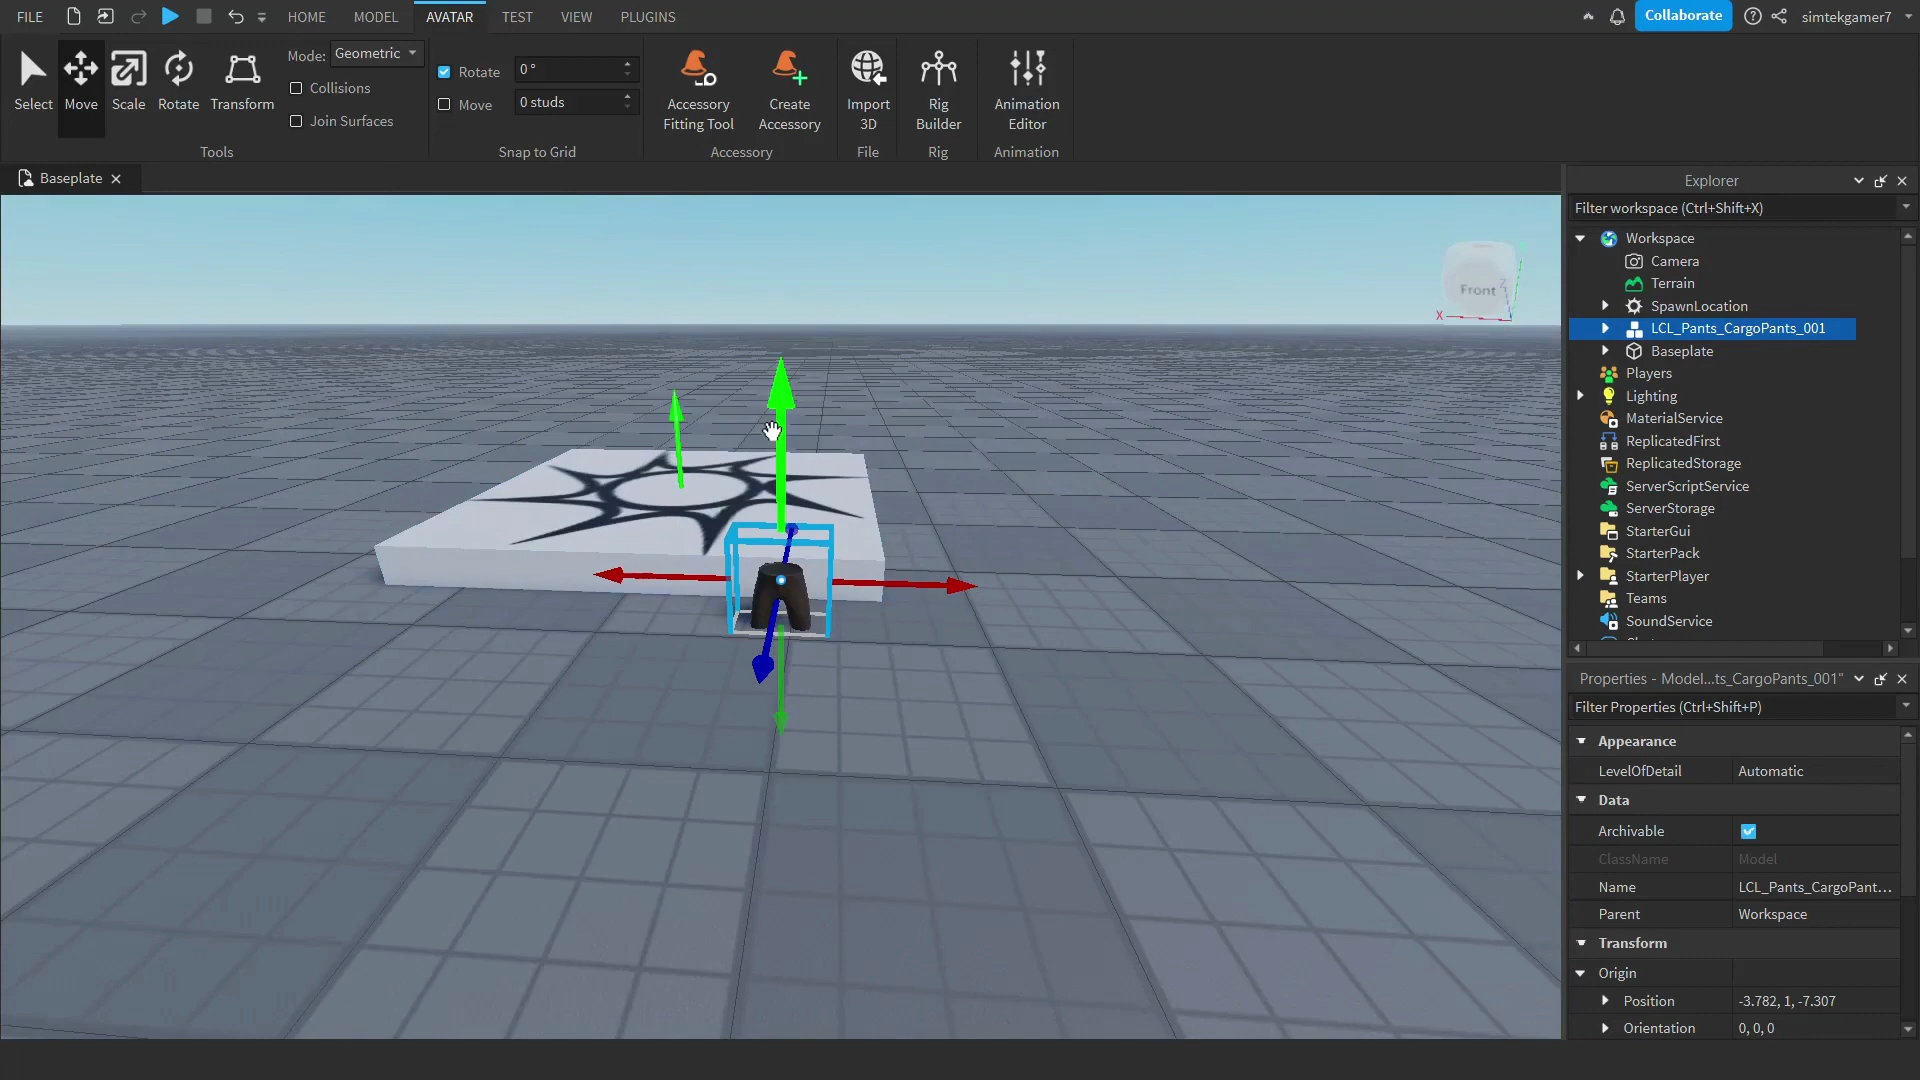 FILE HOME MODEL AVATAR TEST VIEW PLUGINS Collaborate simtekgamer7
Select Move Scale Rotate Transform
Mode: Geometric
Collisions
Join Surfaces
Tools
Rotate 0 °
Move 0 studs
Snap to Grid
Accessory
Fitting Tool
Create
Accessory
Accessory
Import
3D
File
Rig
Builder
Rig
Animation
Editor
Animation
Baseplate
Front
X
Z
Explorer
Filter workspace (Ctrl+Shift+X)
Workspace
Camera
Terrain
SpawnLocation
LCL_Pants_CargoPants_001
Baseplate
Players
Lighting
MaterialService
ReplicatedFirst
ReplicatedStorage
ServerScriptService
ServerStorage
StarterGui
StarterPack
StarterPlayer
Teams
SoundService
Properties - Model...ts_CargoPants_001"
Filter Properties (Ctrl+Shift+P)
Appearance
LevelOfDetail Automatic
Data
Archivable
ClassName Model
Name LCL_Pants_CargoPant...
Parent Workspace
Transform
Origin
Position -3.782, 1, -7.307
Orientation 0, 0, 0